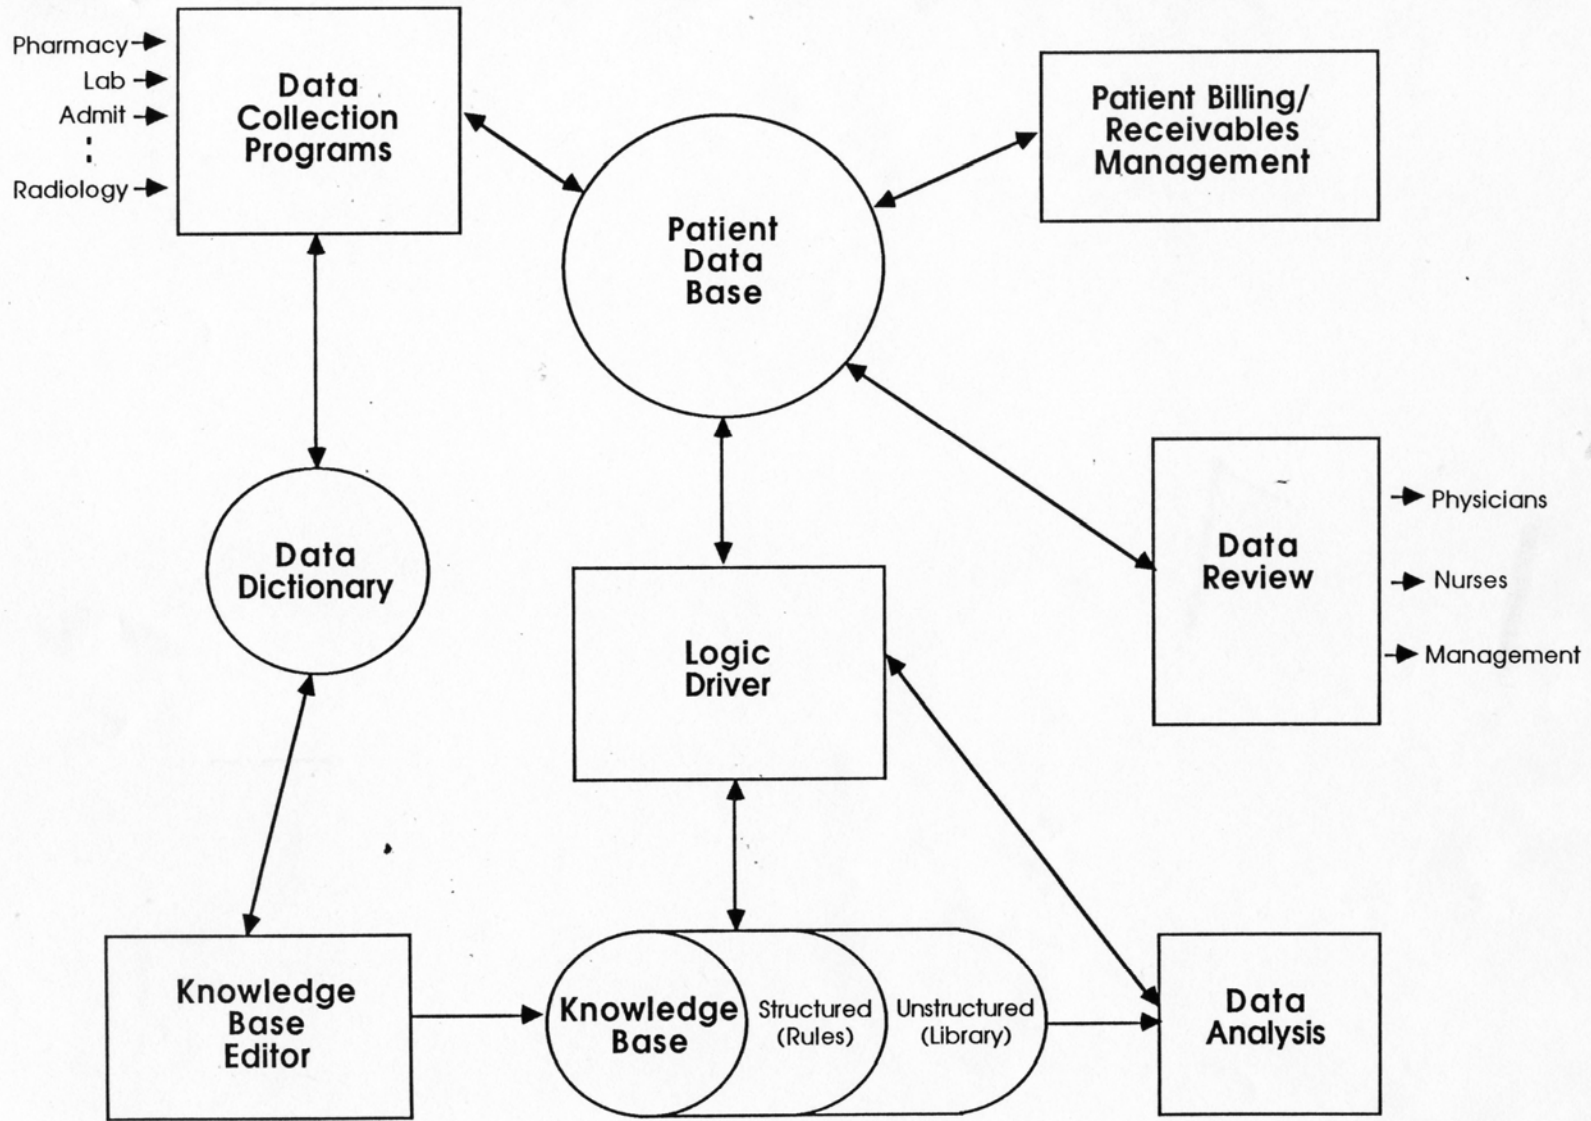 Pharmacy
Lab
Admit
Radiology
Data
Collection
Programs
Patient
Data
Base
Patient Billing/
Receivables
Management
Data
Dictionary
Logic
Driver
Data
Review
Physicians
Nurses
Management
Knowledge
Base
Editor
Knowledge
Base
Structured
(Rules)
Unstructured
(Library)
Data
Analysis